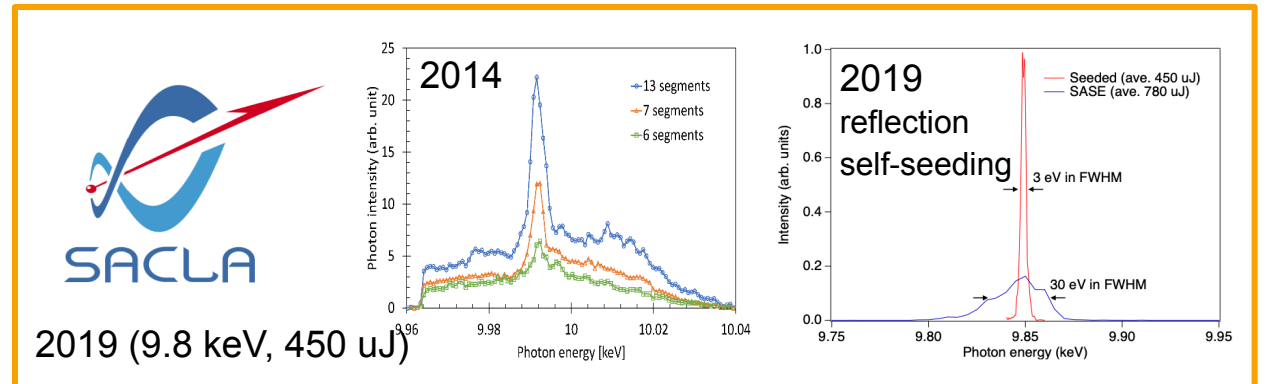 SACLA
2019 (9.8 keV, 450 uJ)
2014
25
20
15
10
5
0
Photon intensity (arb. unit)
13 segments
7 segments
6 segments
9.96
9.98
10
10.02
10.04
Photon energy [keV]
2019
reflection
self-seeding
1.0
0.8
0.6
0.4
0.2
0.0
Intensity (arb. units)
Seeded (ave. 450 uJ)
SASE (ave. 780 uJ)
3 eV in FWHM
30 eV in FWHM
9.75
9.80
9.85
9.90
9.95
Photon energy (keV)